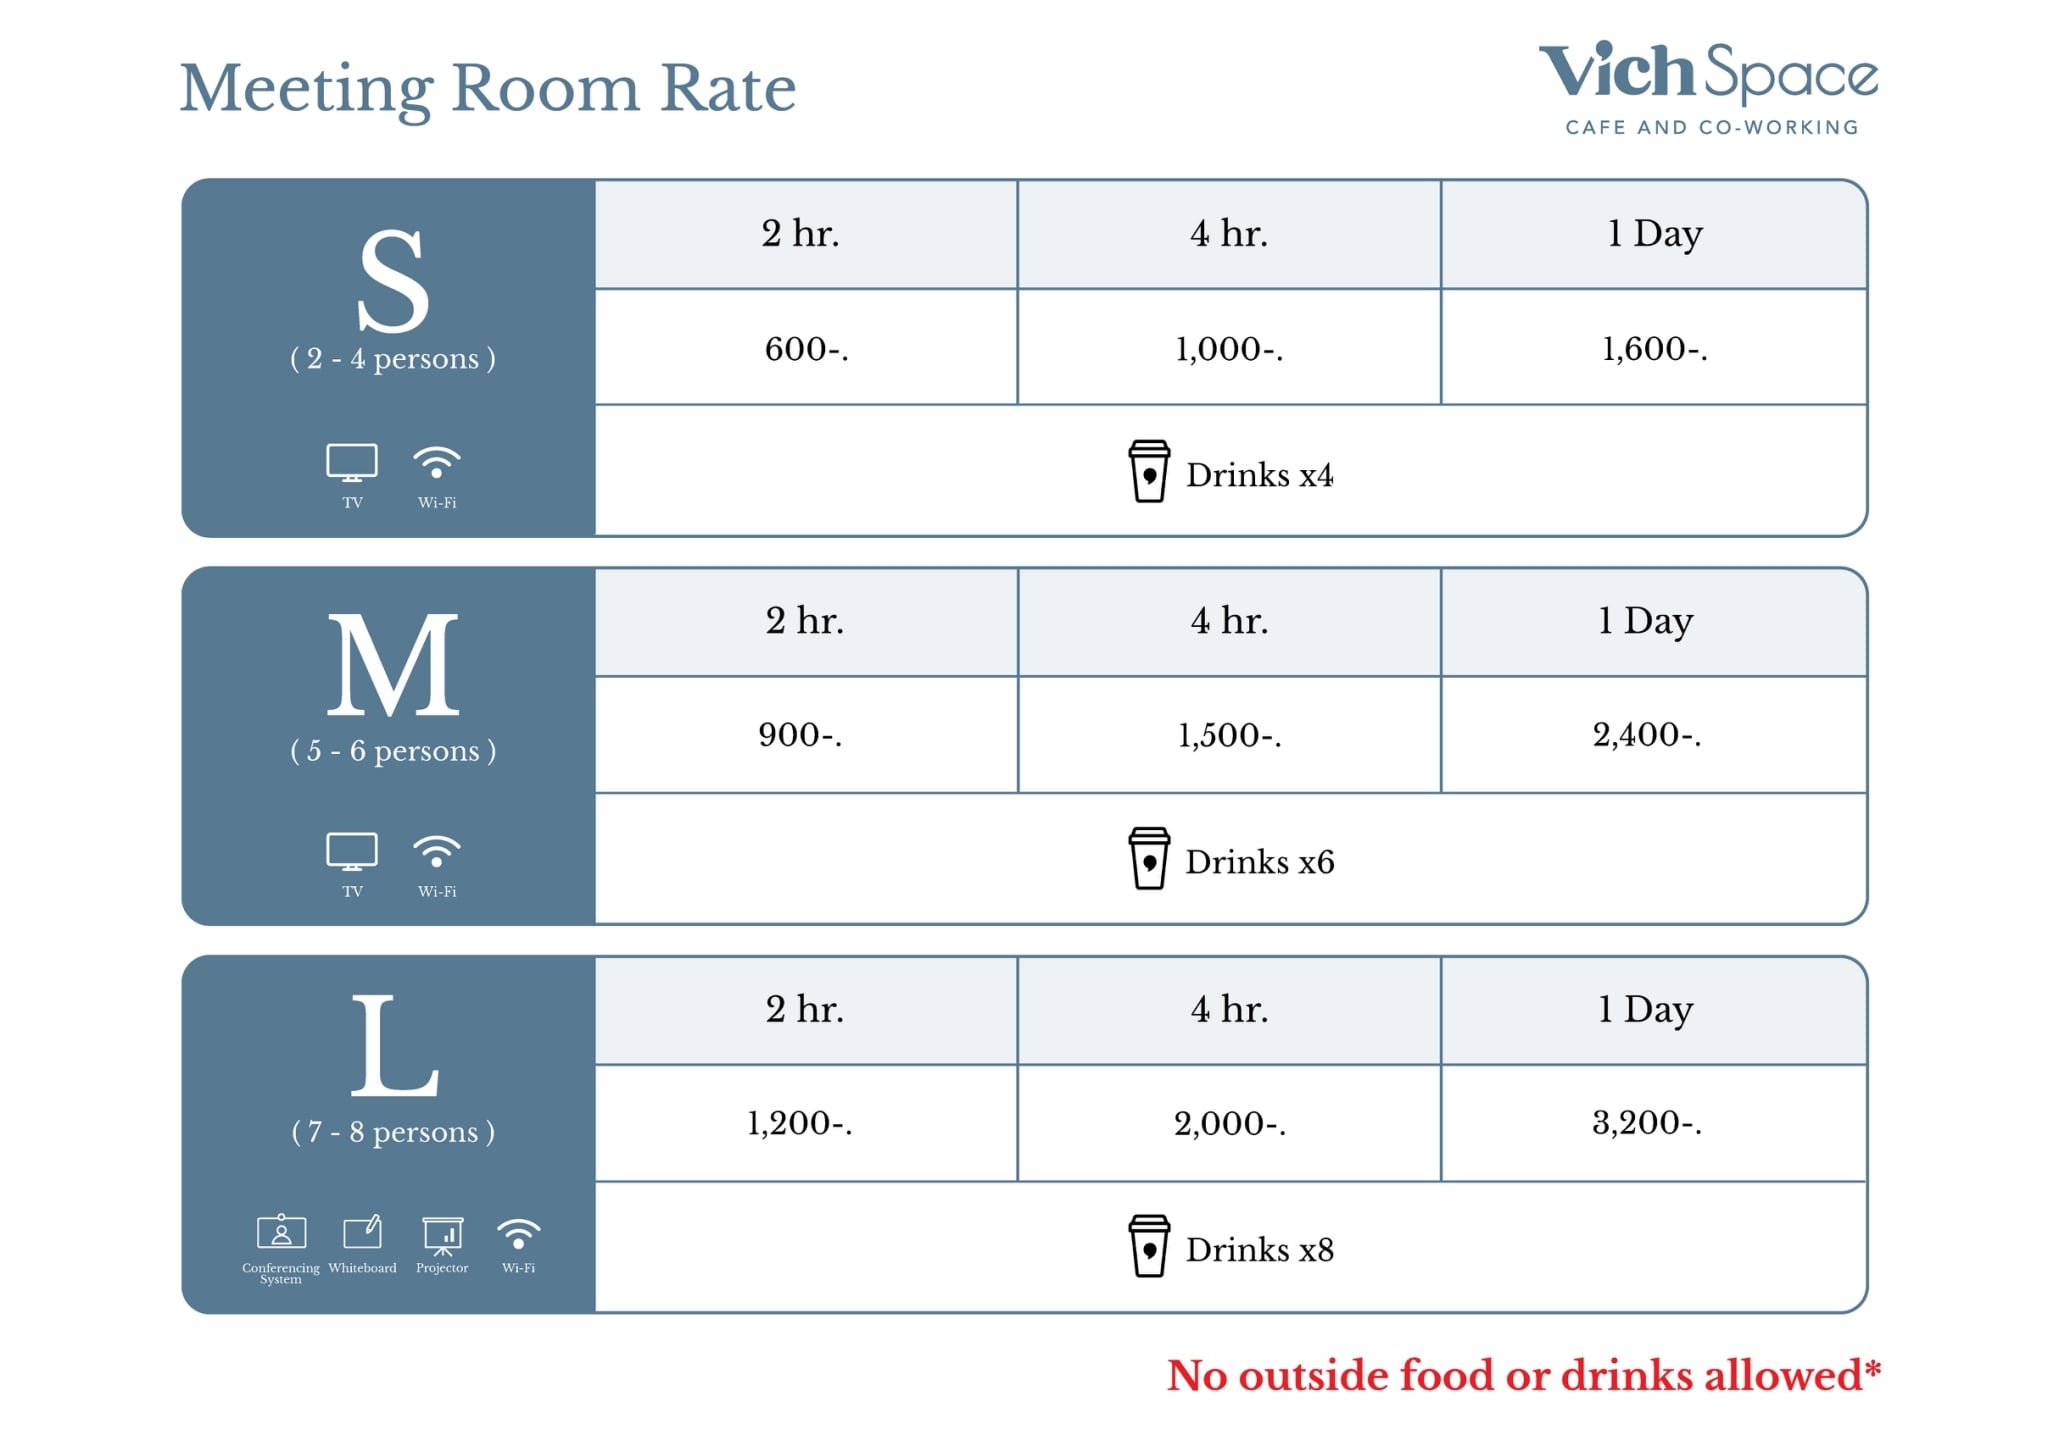 Meeting Room Rate
Vich Space
CAFE AND CO-WORKING
S
( 2 - 4 persons )
TV Wi-Fi
2 hr. 4 hr. 1 Day
600-. 1,000-. 1,600-.
Drinks x4
M
( 5 - 6 persons )
TV Wi-Fi
2 hr. 4 hr. 1 Day
900-. 1,500-. 2,400-.
Drinks x6
L
( 7 - 8 persons )
Conferencing Whiteboard Projector Wi-Fi
System
2 hr. 4 hr. 1 Day
1,200-. 2,000-. 3,200-.
Drinks x8
No outside food or drinks allowed*